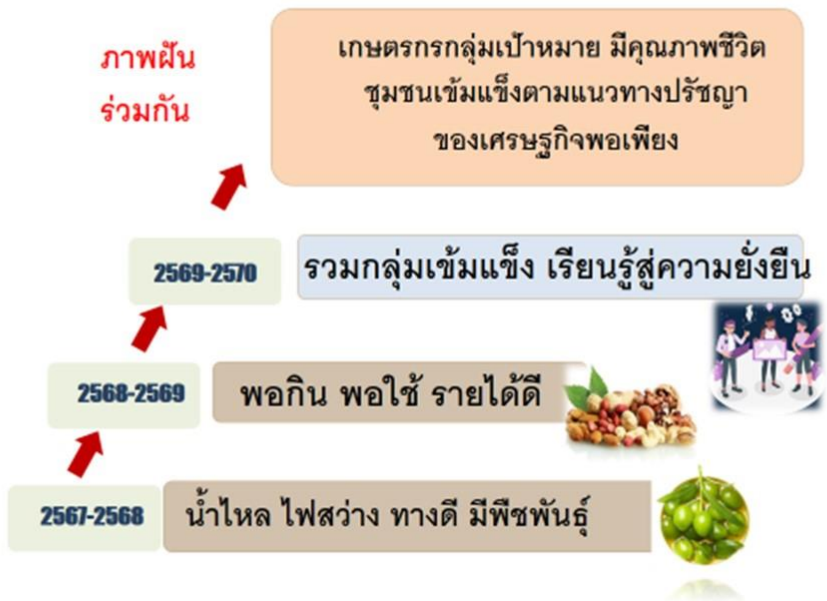 ภาพฝัน
ร่วมกัน
เกษตรกรกลุ่มเป้าหมาย มีคุณภาพชีวิต
ชุมชนเข้มแข็งตามแนวทางปรัชญา
ของเศรษฐกิจพอเพียง
2569-2570
รวมกลุ่มเข้มแข็ง เรียนรู้สู่ความยั่งยืน
2568-2569
พอกิน พอใช้ รายได้ดี
2567-2568
น้ำไหล ไฟสว่าง ทางดี มีพืชพันธุ์